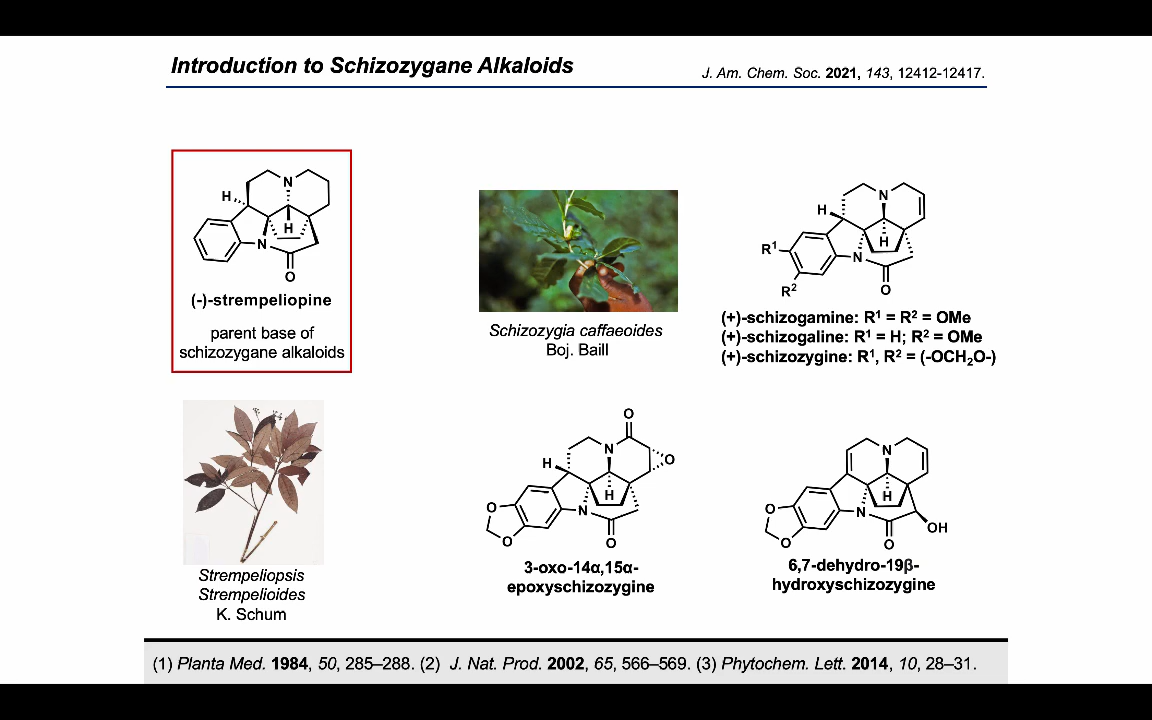 Introduction to Schizozygane Alkaloids
J. Am. Chem. Soc. 2021, 143, 12412-12417.
N
H
H
N
O
(-)-strempeliopine
parent base of
schizozygane alkaloids
Schizozygia caffaeoides
Boj. Baill
N
H
H
R¹
N
R²
O
(+)-schizogamine: R¹ = R² = OMe
(+)-schizogaline: R¹ = H; R² = OMe
(+)-schizozygine: R¹, R² = (-OCH₂O-)
Strempeliopsis
Strempelioides
K. Schum
O
N
O
H
H
O
N
O
O
3-oxo-14α,15α-
epoxyschizozygine
N
H
O
N
OH
O
O
6,7-dehydro-19β-
hydroxyschizozygine
(1) Planta Med. 1984, 50, 285–288. (2) J. Nat. Prod. 2002, 65, 566–569. (3) Phytochem. Lett. 2014, 10, 28–31.